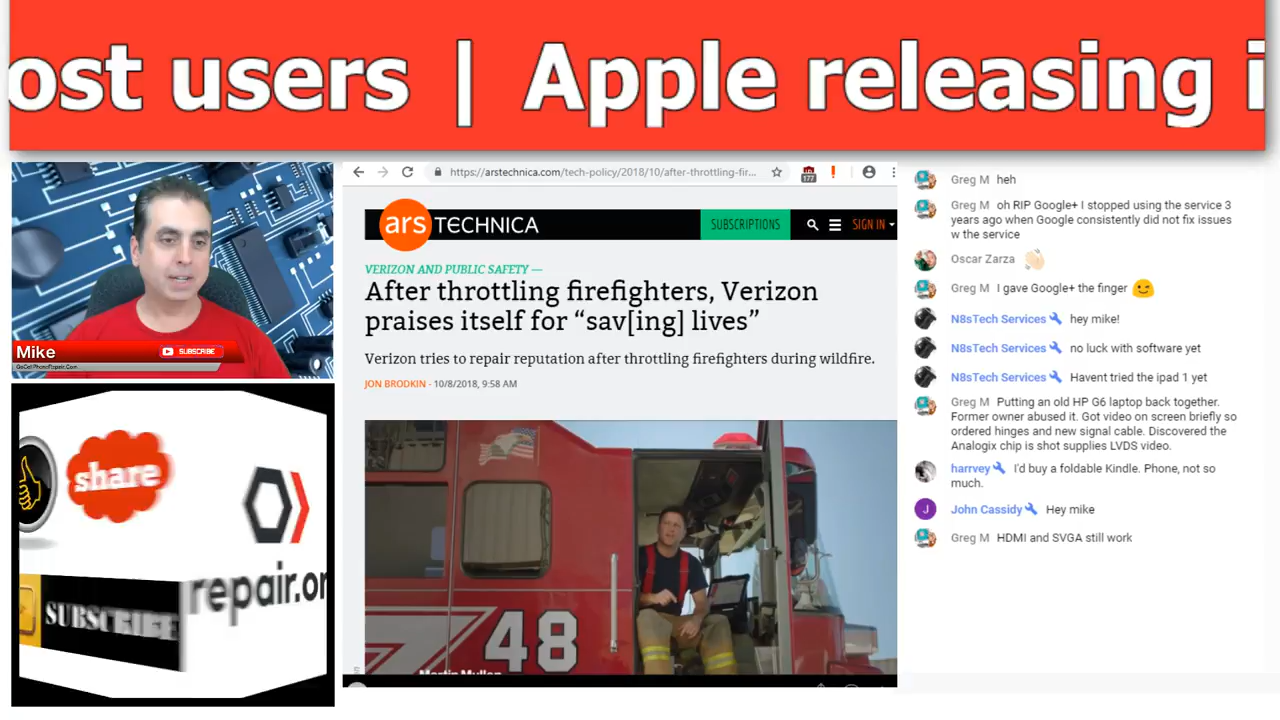 ost users | Apple releasing i
https://arstechnica.com/tech-policy/2018/10/after-throttling-fir...
177
ars TECHNICA
SUBSCRIPTIONS
SIGN IN
VERIZON AND PUBLIC SAFETY —
After throttling firefighters, Verizon
praises itself for “sav[ing] lives”
Verizon tries to repair reputation after throttling firefighters during wildfire.
JON BRODKIN - 10/8/2018, 9:58 AM
48
Mike
SUBSCRIBE
GoCellPhoneRepair.Com
share
SUBSCRIBE
repair.or
Greg M heh
Greg M oh RIP Google+ I stopped using the service 3
years ago when Google consistently did not fix issues
w the service
Oscar Zarza
Greg M I gave Google+ the finger
N8sTech Services hey mike!
N8sTech Services no luck with software yet
N8sTech Services Havent tried the ipad 1 yet
Greg M Putting an old HP G6 laptop back together.
Former owner abused it. Got video on screen briefly so
ordered hinges and new signal cable. Discovered the
Analogix chip is shot supplies LVDS video.
harrvey I'd buy a foldable Kindle. Phone, not so
much.
J
John Cassidy Hey mike
Greg M HDMI and SVGA still work